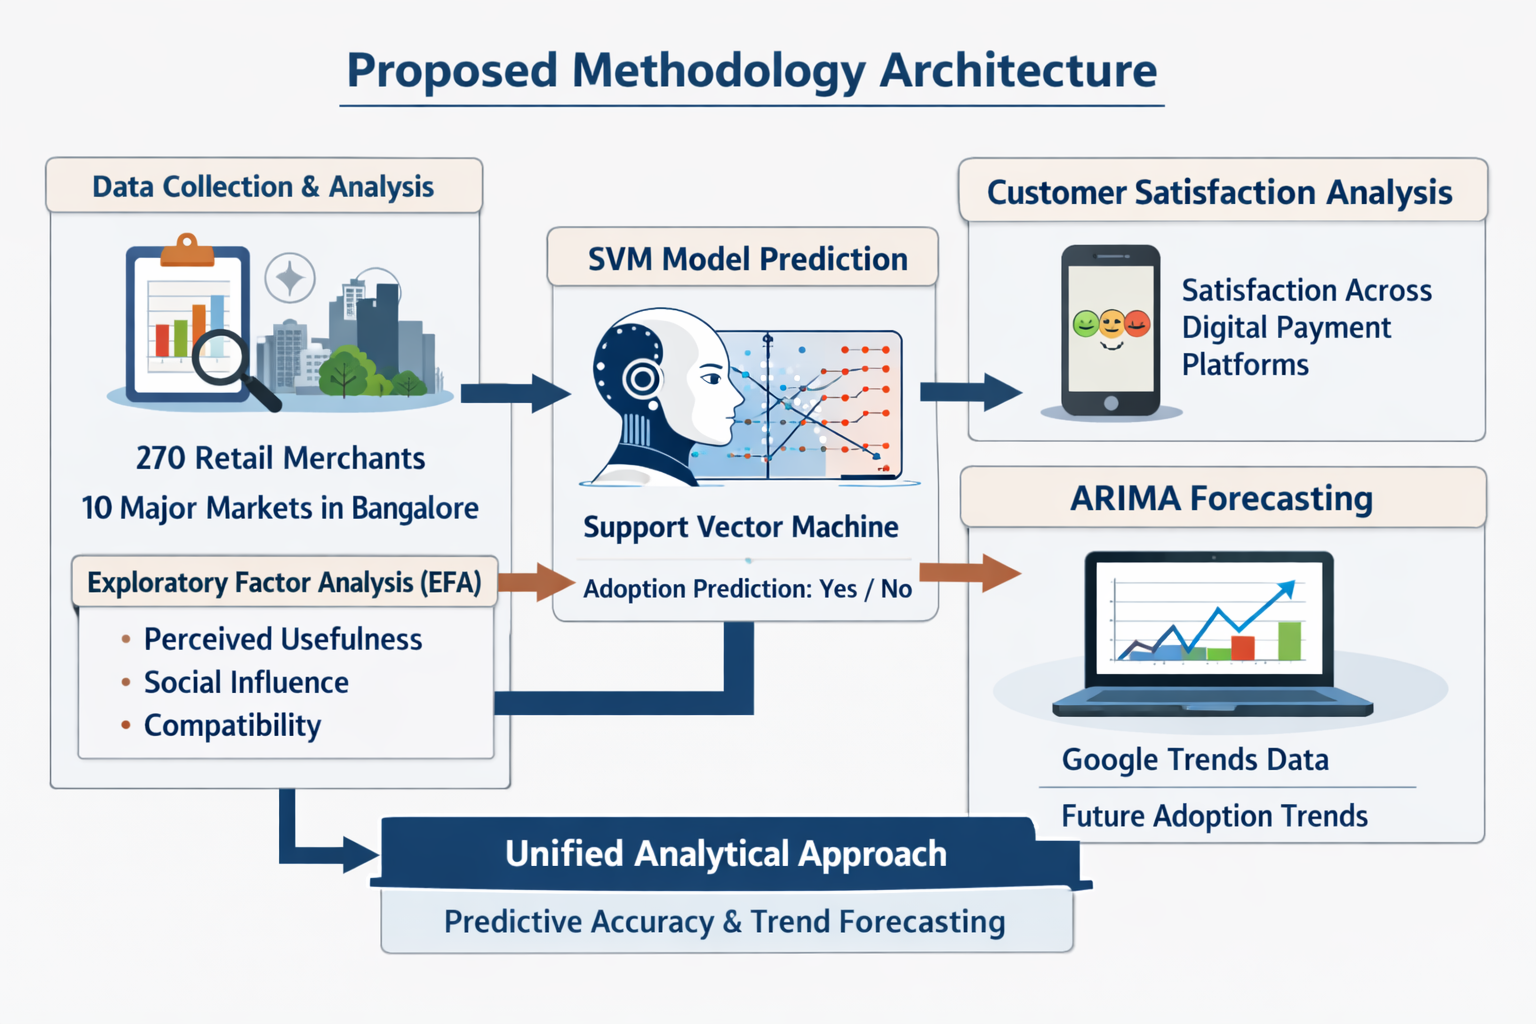 Proposed Methodology Architecture
Data Collection & Analysis
270 Retail Merchants
10 Major Markets in Bangalore
Exploratory Factor Analysis (EFA)
• Perceived Usefulness
• Social Influence
• Compatibility
SVM Model Prediction
Support Vector Machine
Adoption Prediction: Yes / No
Customer Satisfaction Analysis
Satisfaction Across
Digital Payment
Platforms
ARIMA Forecasting
Google Trends Data
Future Adoption Trends
Unified Analytical Approach
Predictive Accuracy & Trend Forecasting